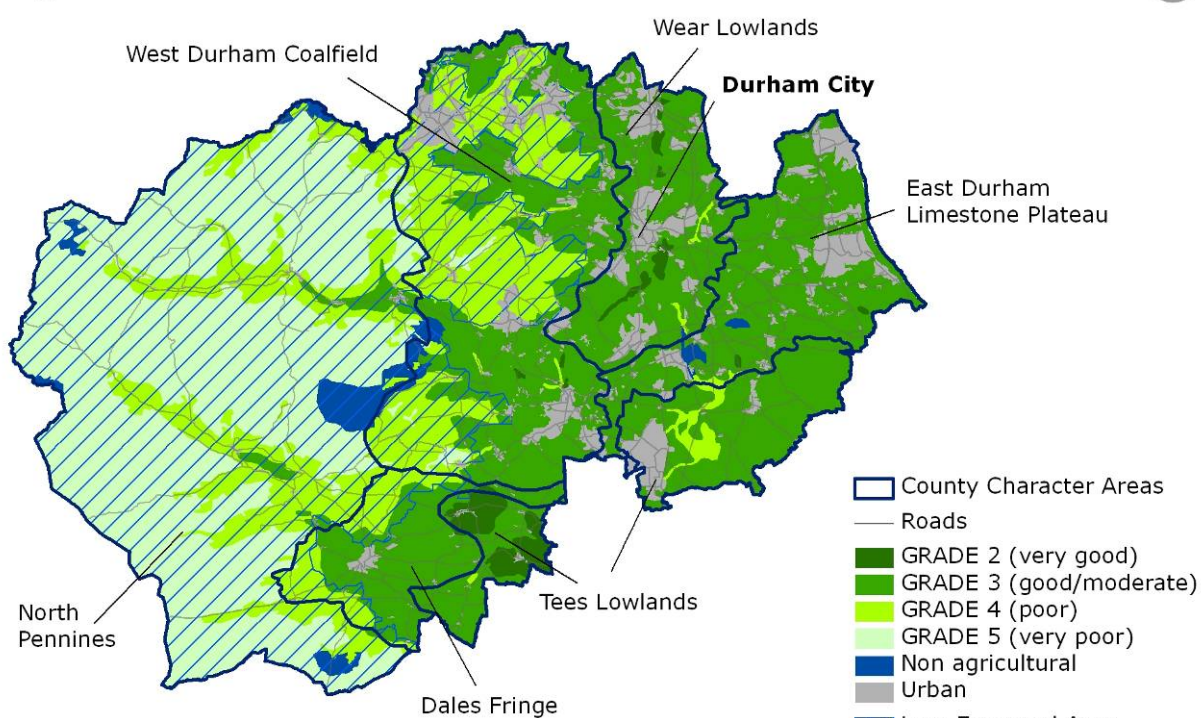 Wear Lowlands
West Durham Coalfield
Durham City
East Durham
Limestone Plateau
North
Pennines
Tees Lowlands
Dales Fringe
County Character Areas
Roads
GRADE 2 (very good)
GRADE 3 (good/moderate)
GRADE 4 (poor)
GRADE 5 (very poor)
Non agricultural
Urban